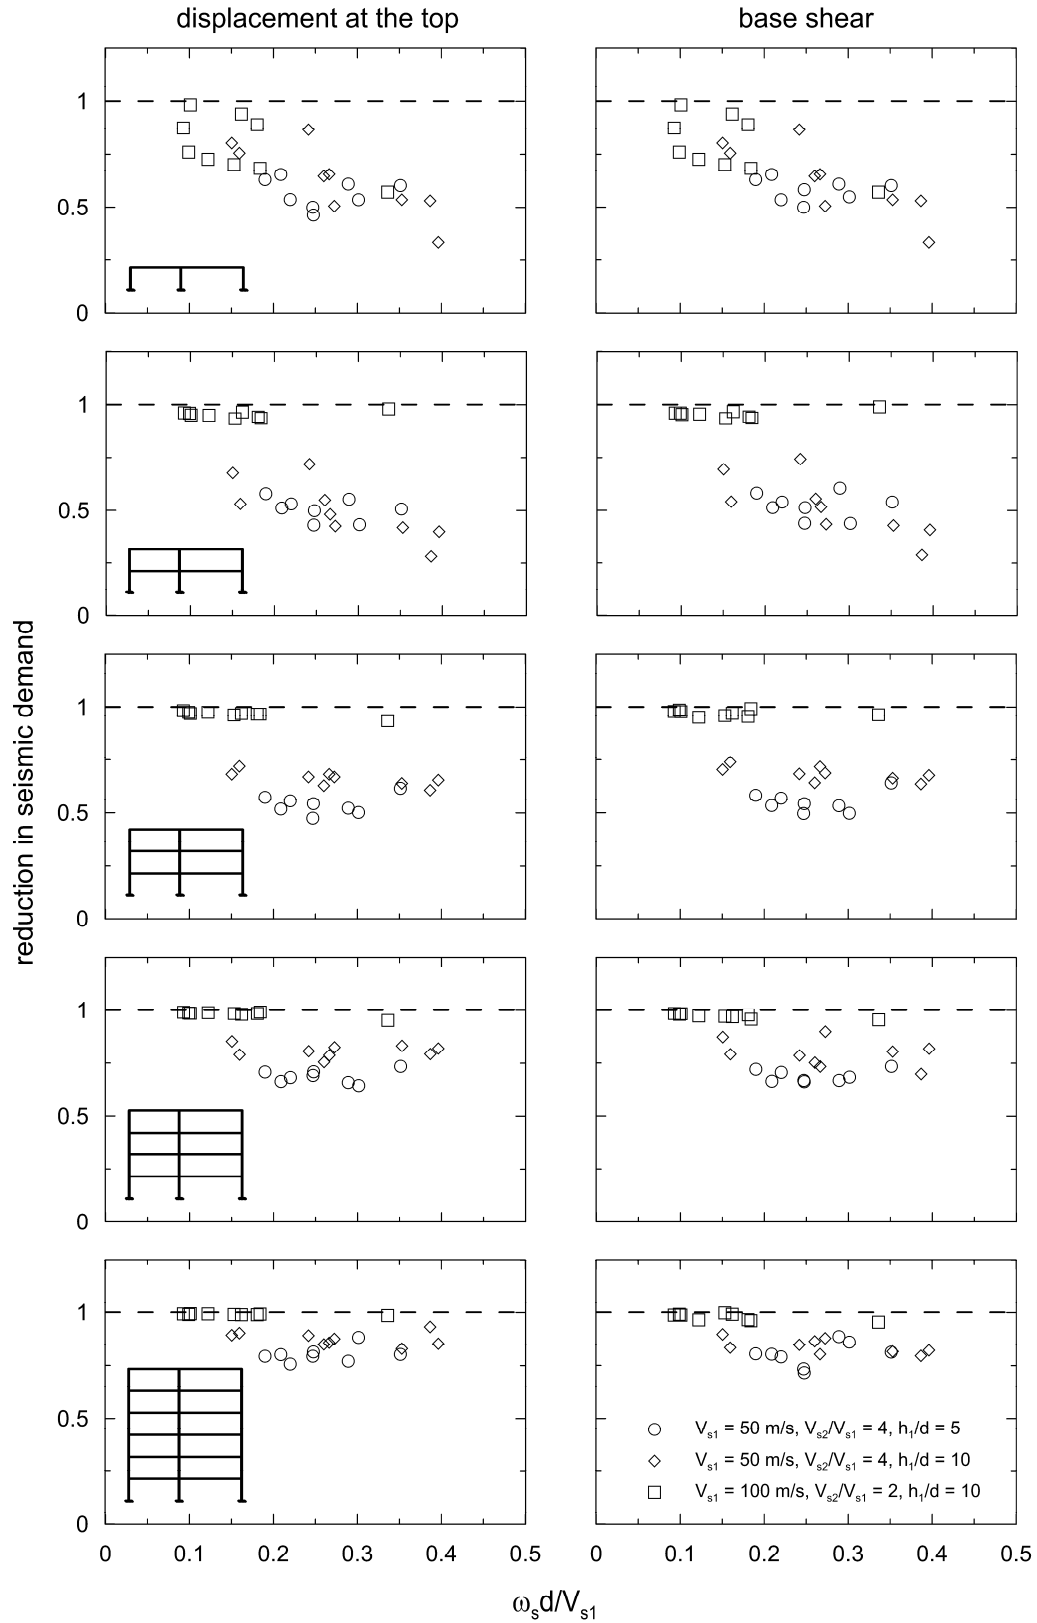 displacement at the top
base shear
reduction in seismic demand
1
0.5
0
1
0.5
0
1
0.5
0
1
0.5
0
1
0.5
0
V_s1 = 50 m/s, V_s2/V_s1 = 4, h_1/d = 5
V_s1 = 50 m/s, V_s2/V_s1 = 4, h_1/d = 10
V_s1 = 100 m/s, V_s2/V_s1 = 2, h_1/d = 10
0 0.1 0.2 0.3 0.4 0.5
0 0.1 0.2 0.3 0.4 0.5
ω_sd/V_s1